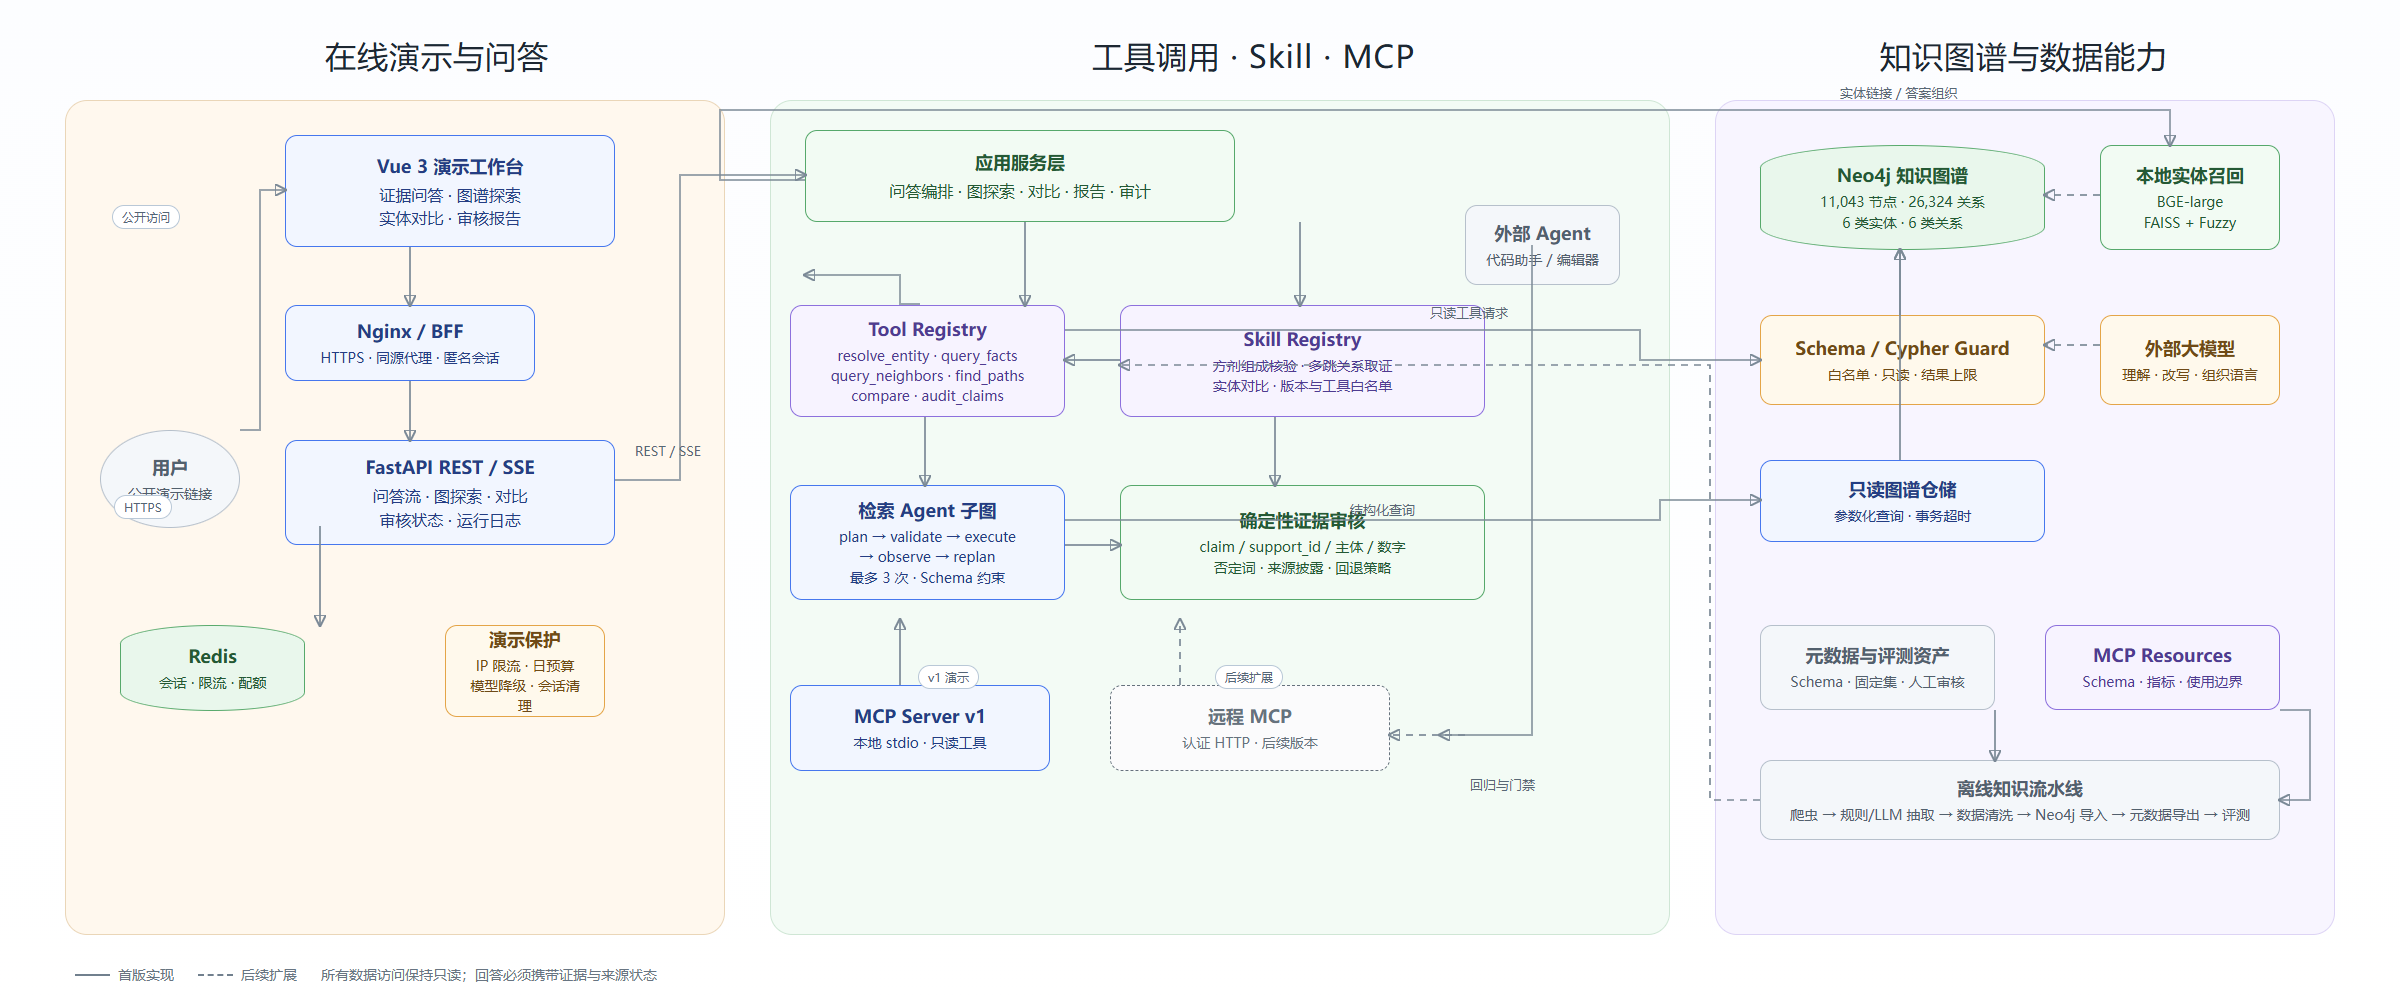 在线演示与问答
公开访问
Vue 3 演示工作台
证据问答 · 图谱探索
实体对比 · 审核报告
Nginx / BFF
HTTPS · 同源代理 · 匿名会话
用户
公开演示链接
HTTPS
FastAPI REST / SSE
问答流 · 图探索 · 对比
审核状态 · 运行日志
REST / SSE
Redis
会话 · 限流 · 配额
演示保护
IP 限流 · 日预算
模型降级 · 会话清
理
工具调用 · Skill · MCP
应用服务层
问答编排 · 图探索 · 对比 · 报告 · 审计
外部 Agent
代码助手 / 编辑器
只读工具请求
Tool Registry
resolve_entity · query_facts
query_neighbors · find_paths
compare · audit_claims
Skill Registry
方剂组成核验 · 多跳关系取证
实体对比 · 版本与工具白名单
检索 Agent 子图
plan → validate → execute
→ observe → replan
最多 3 次 · Schema 约束
结构化查询
确定性证据审核
claim / support_id / 主体 / 数字
否定词 · 来源披露 · 回退策略
v1 演示
MCP Server v1
本地 stdio · 只读工具
后续扩展
远程 MCP
认证 HTTP · 后续版本
回归与门禁
知识图谱与数据能力
实体链接 / 答案组织
Neo4j 知识图谱
11,043 节点 · 26,324 关系
6 类实体 · 6 类关系
本地实体召回
BGE-large
FAISS + Fuzzy
Schema / Cypher Guard
白名单 · 只读 · 结果上限
外部大模型
理解 · 改写 · 组织语言
只读图谱仓储
参数化查询 · 事务超时
元数据与评测资产
Schema · 固定集 · 人工审核
MCP Resources
Schema · 指标 · 使用边界
离线知识流水线
爬虫 → 规则/LLM 抽取 → 数据清洗 → Neo4j 导入 → 元数据导出 → 评测
首版实现
后续扩展
所有数据访问保持只读；回答必须携带证据与来源状态